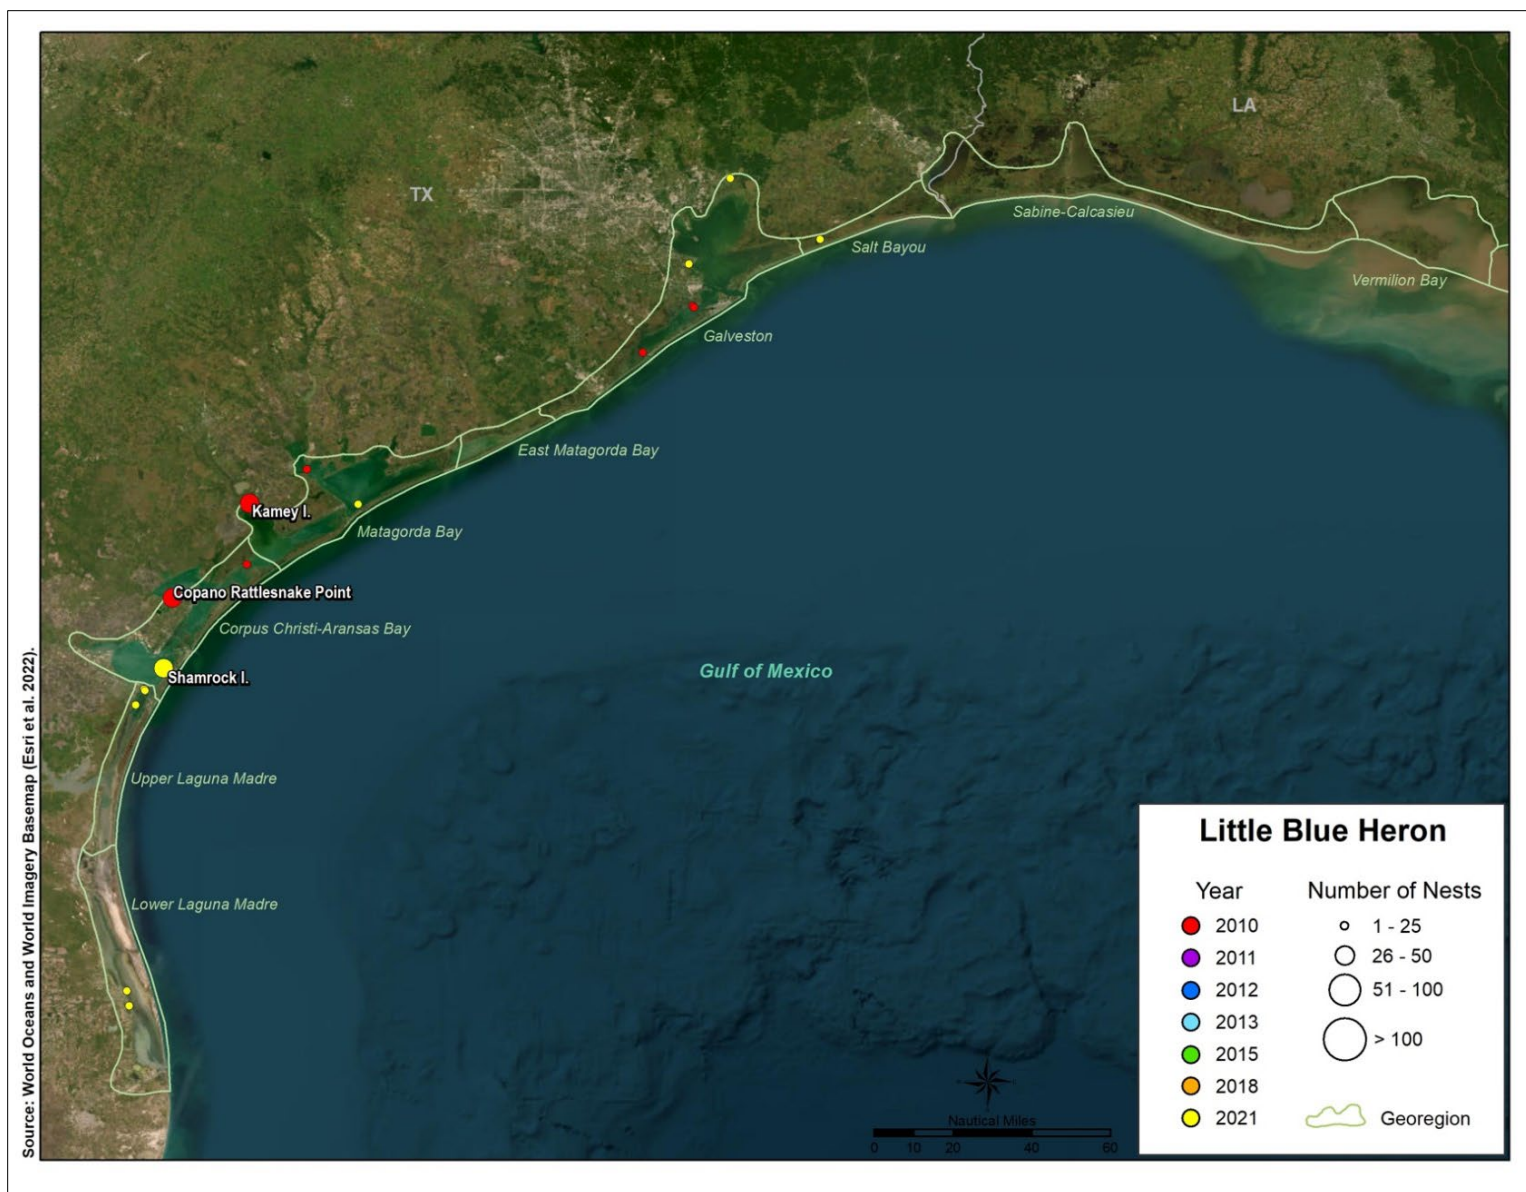 LA
TX
Sabine-Calcasieu
Salt Bayou
Vermilion Bay
Galveston
East Matagorda Bay
Kamey I.
Matagorda Bay
Copano Rattlesnake Point
Corpus Christi-Aransas Bay
Gulf of Mexico
Shamrock I.
Upper Laguna Madre
Lower Laguna Madre
Source: World Oceans and World Imagery Basemap (Esri et al. 2022).
Nautical Miles
0 10 20 40 60
Little Blue Heron
Year
2010
2011
2012
2013
2015
2018
2021
Number of Nests
1 - 25
26 - 50
51 - 100
> 100
Georegion